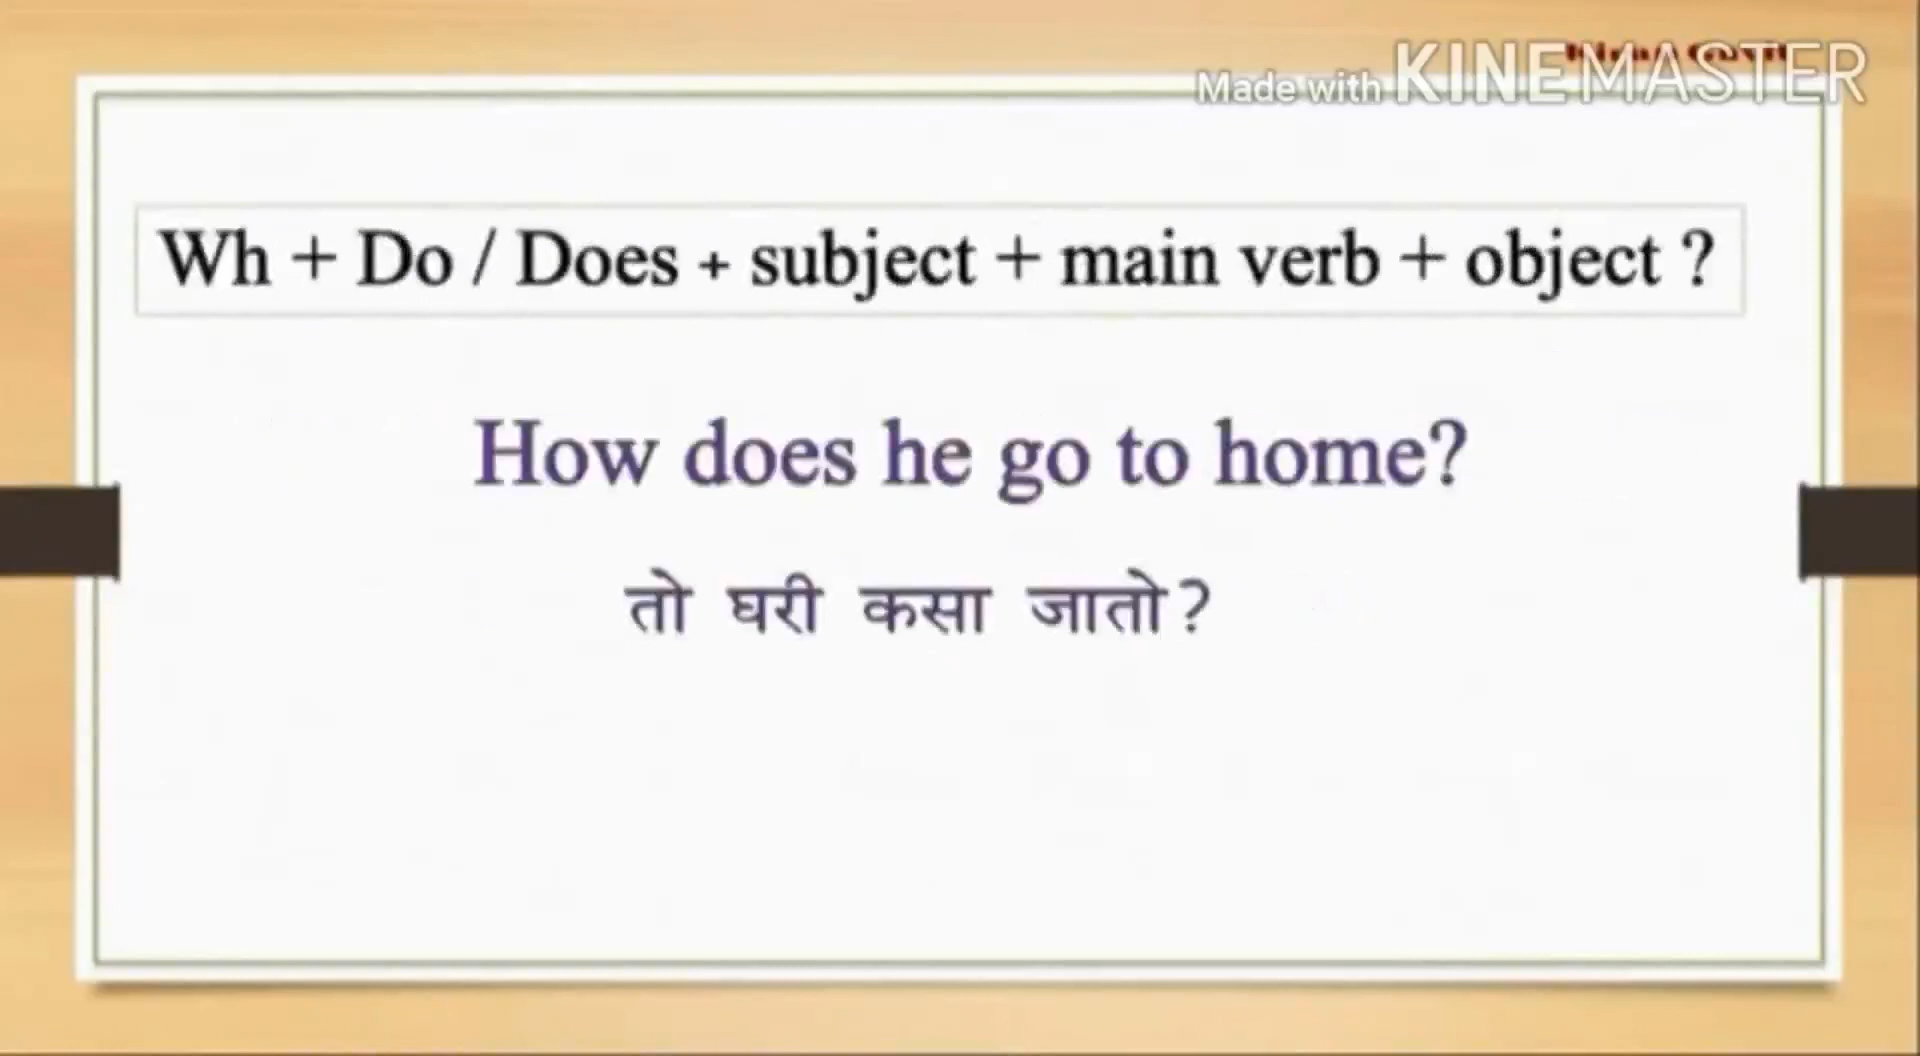 Made with KINEMASTER
Wh + Do / Does + subject + main verb + object ?
How does he go to home?
तो घरी कसा जातो?